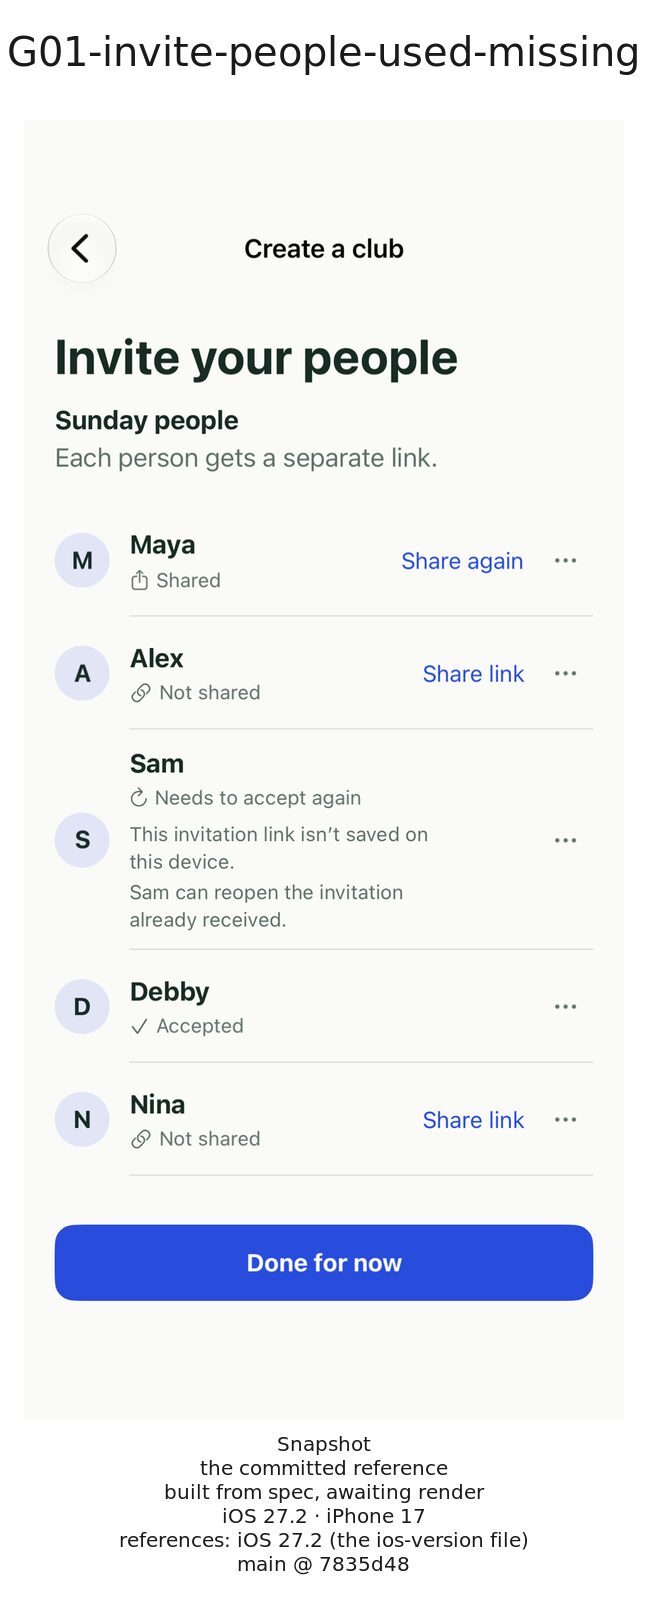 G01-invite-people-used-missing
Create a club
Invite your people
Sunday people
Each person gets a separate link.
M
Maya
Shared
Share again
A
Alex
Not shared
Share link
S
Sam
Needs to accept again
This invitation link isn’t saved on
this device.
Sam can reopen the invitation
already received.
D
Debby
Accepted
N
Nina
Not shared
Share link
Done for now
Snapshot
the committed reference
built from spec, awaiting render
iOS 27.2 · iPhone 17
references: iOS 27.2 (the ios-version file)
main @ 7835d48